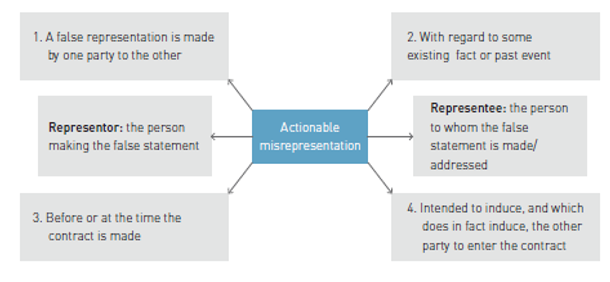 1. A false representation is made
by one party to the other
2. With regard to some
existing fact or past event
Representor: the person
making the false statement
Actionable
misrepresentation
Representee: the person
to whom the false
statement is made/
addressed
3. Before or at the time the
contract is made
4. Intended to induce, and which
does in fact induce, the other
party to enter the contract